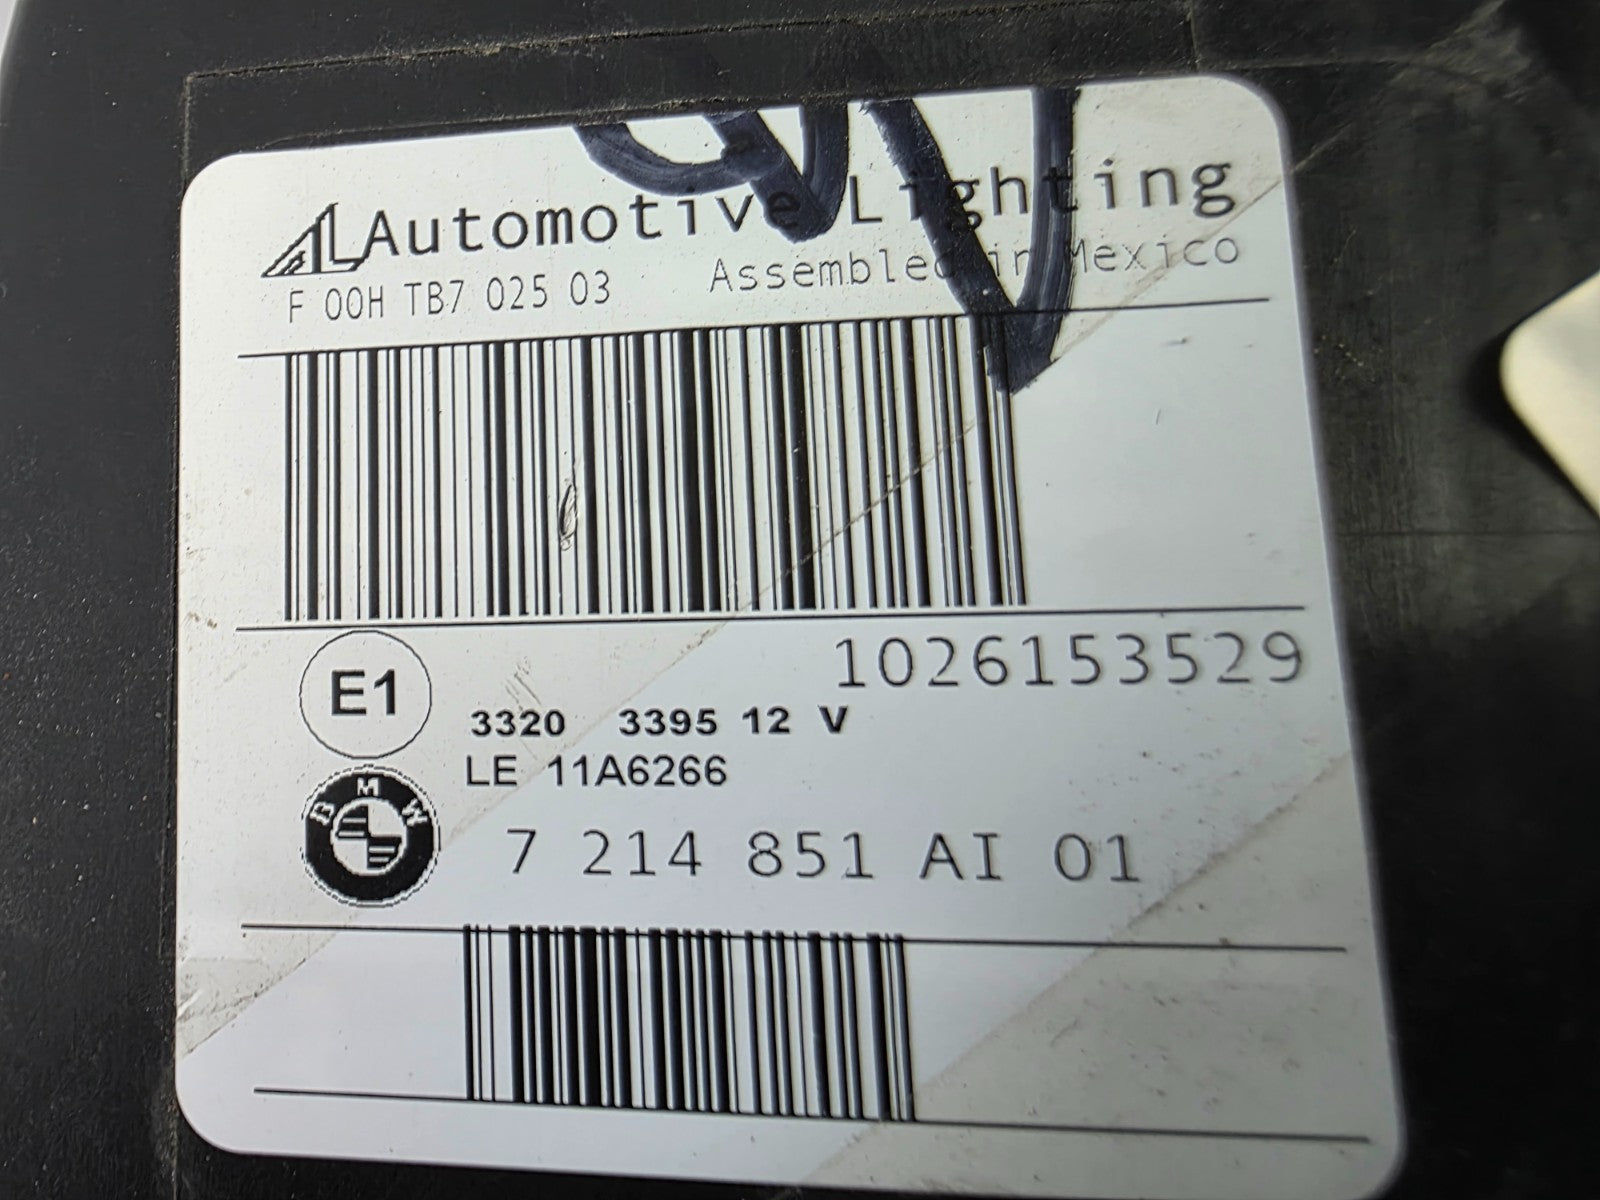 AL Automotive Lighting
F 00H TB7 025 03 Assembled in Mexico
1026153529
E1
3320 3395 12 V
LE 11A6266
BMW
7 214 851 AI 01